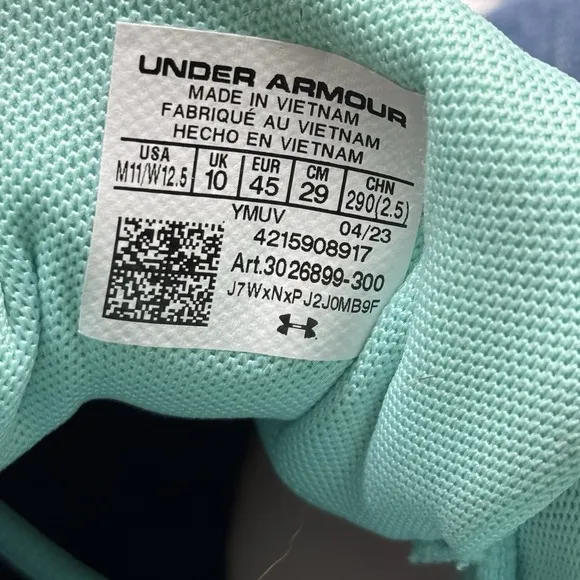 UNDER ARMOUR
MADE IN VIETNAM
FABRIQUÉ AU VIETNAM
HECHO EN VIETNAM
USA UK EUR CM CHN
M11/W12.5 10 45 29 290(2.5)
YMUV 04/23
4215908917
Art.3026899-300
J7WxNxPJ2J0MB9F